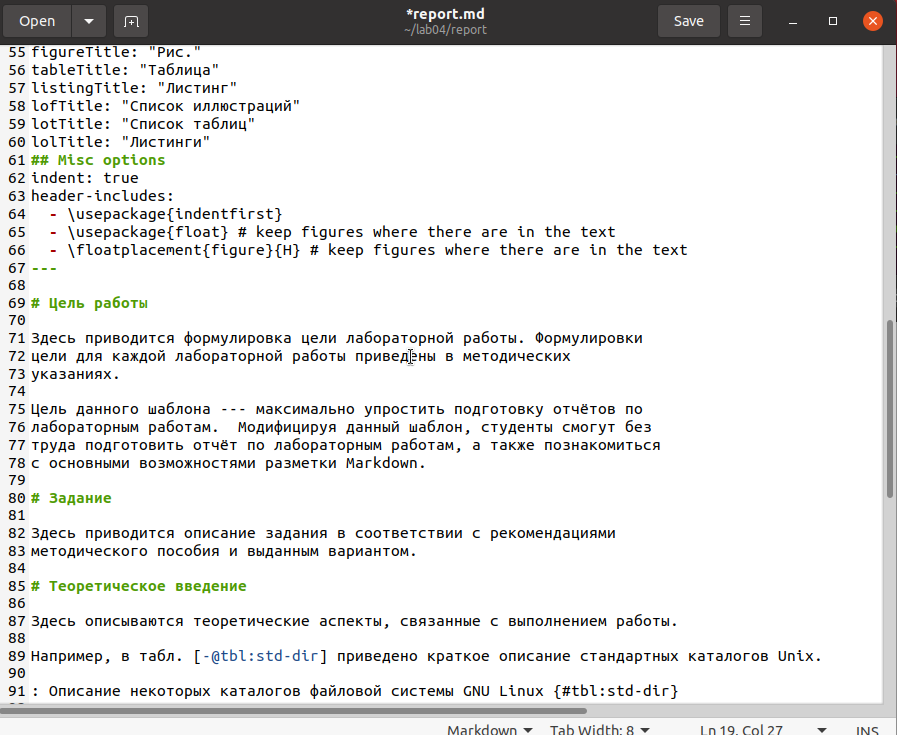 Open
*report.md
~/lab04/report
Save
55 figureTitle: "Рис."
56 tableTitle: "Таблица"
57 listingTitle: "Листинг"
58 lofTitle: "Список иллюстраций"
59 lotTitle: "Список таблиц"
60 lolTitle: "Листинги"
61 ## Misc options
62 indent: true
63 header-includes:
64   - \usepackage{indentfirst}
65   - \usepackage{float} # keep figures where there are in the text
66   - \floatplacement{figure}{H} # keep figures where there are in the text
67 ---
68
69 # Цель работы
70
71 Здесь приводится формулировка цели лабораторной работы. Формулировки
72 цели для каждой лабораторной работы приведены в методических
73 указаниях.
74
75 Цель данного шаблона --- максимально упростить подготовку отчётов по
76 лабораторным работам.  Модифицируя данный шаблон, студенты смогут без
77 труда подготовить отчёт по лабораторным работам, а также познакомиться
78 с основными возможностями разметки Markdown.
79
80 # Задание
81
82 Здесь приводится описание задания в соответствии с рекомендациями
83 методического пособия и выданным вариантом.
84
85 # Теоретическое введение
86
87 Здесь описываются теоретические аспекты, связанные с выполнением работы.
88
89 Например, в табл. [-@tbl:std-dir] приведено краткое описание стандартных каталогов Unix.
90
91 : Описание некоторых каталогов файловой системы GNU Linux {#tbl:std-dir}
Markdown Tab Width: 8 Ln 19, Col 27 INS